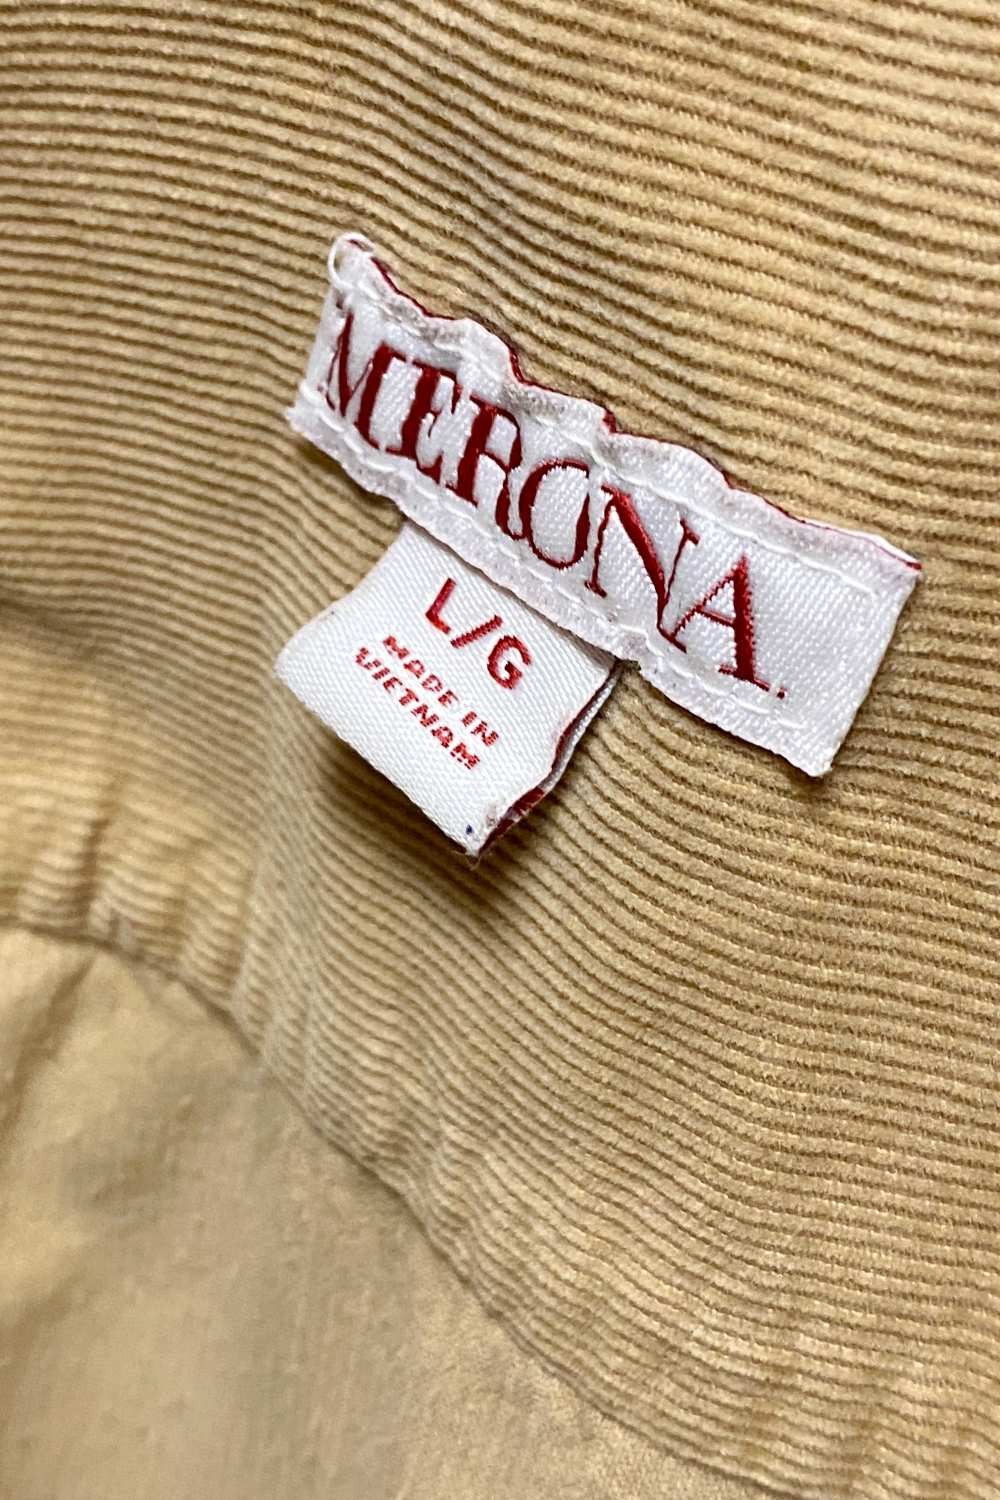 MERONA.
L/G
MADE IN
VIETNAM